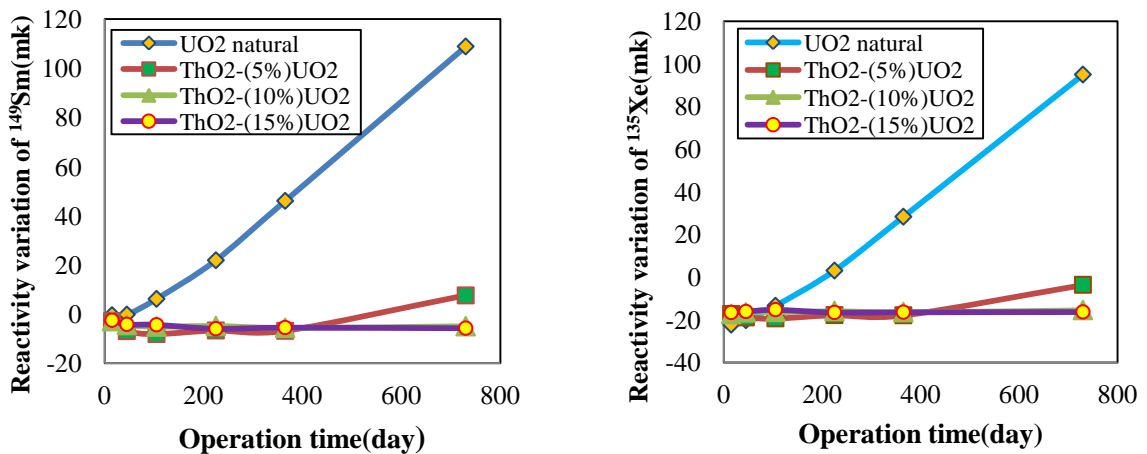 Reactivity variation of ¹⁴⁹Sm(mk)
120
100
80
60
40
20
0
-20
UO2 natural
ThO2-(5%)UO2
ThO2-(10%)UO2
ThO2-(15%)UO2
0 200 400 600 800
Operation time(day)
Reactivity variation of ¹³⁵Xe(mk)
120
100
80
60
40
20
0
-20
-40
UO2 natural
ThO2-(5%)UO2
ThO2-(10%)UO2
ThO2-(15%)UO2
0 200 400 600 800
Operation time(day)